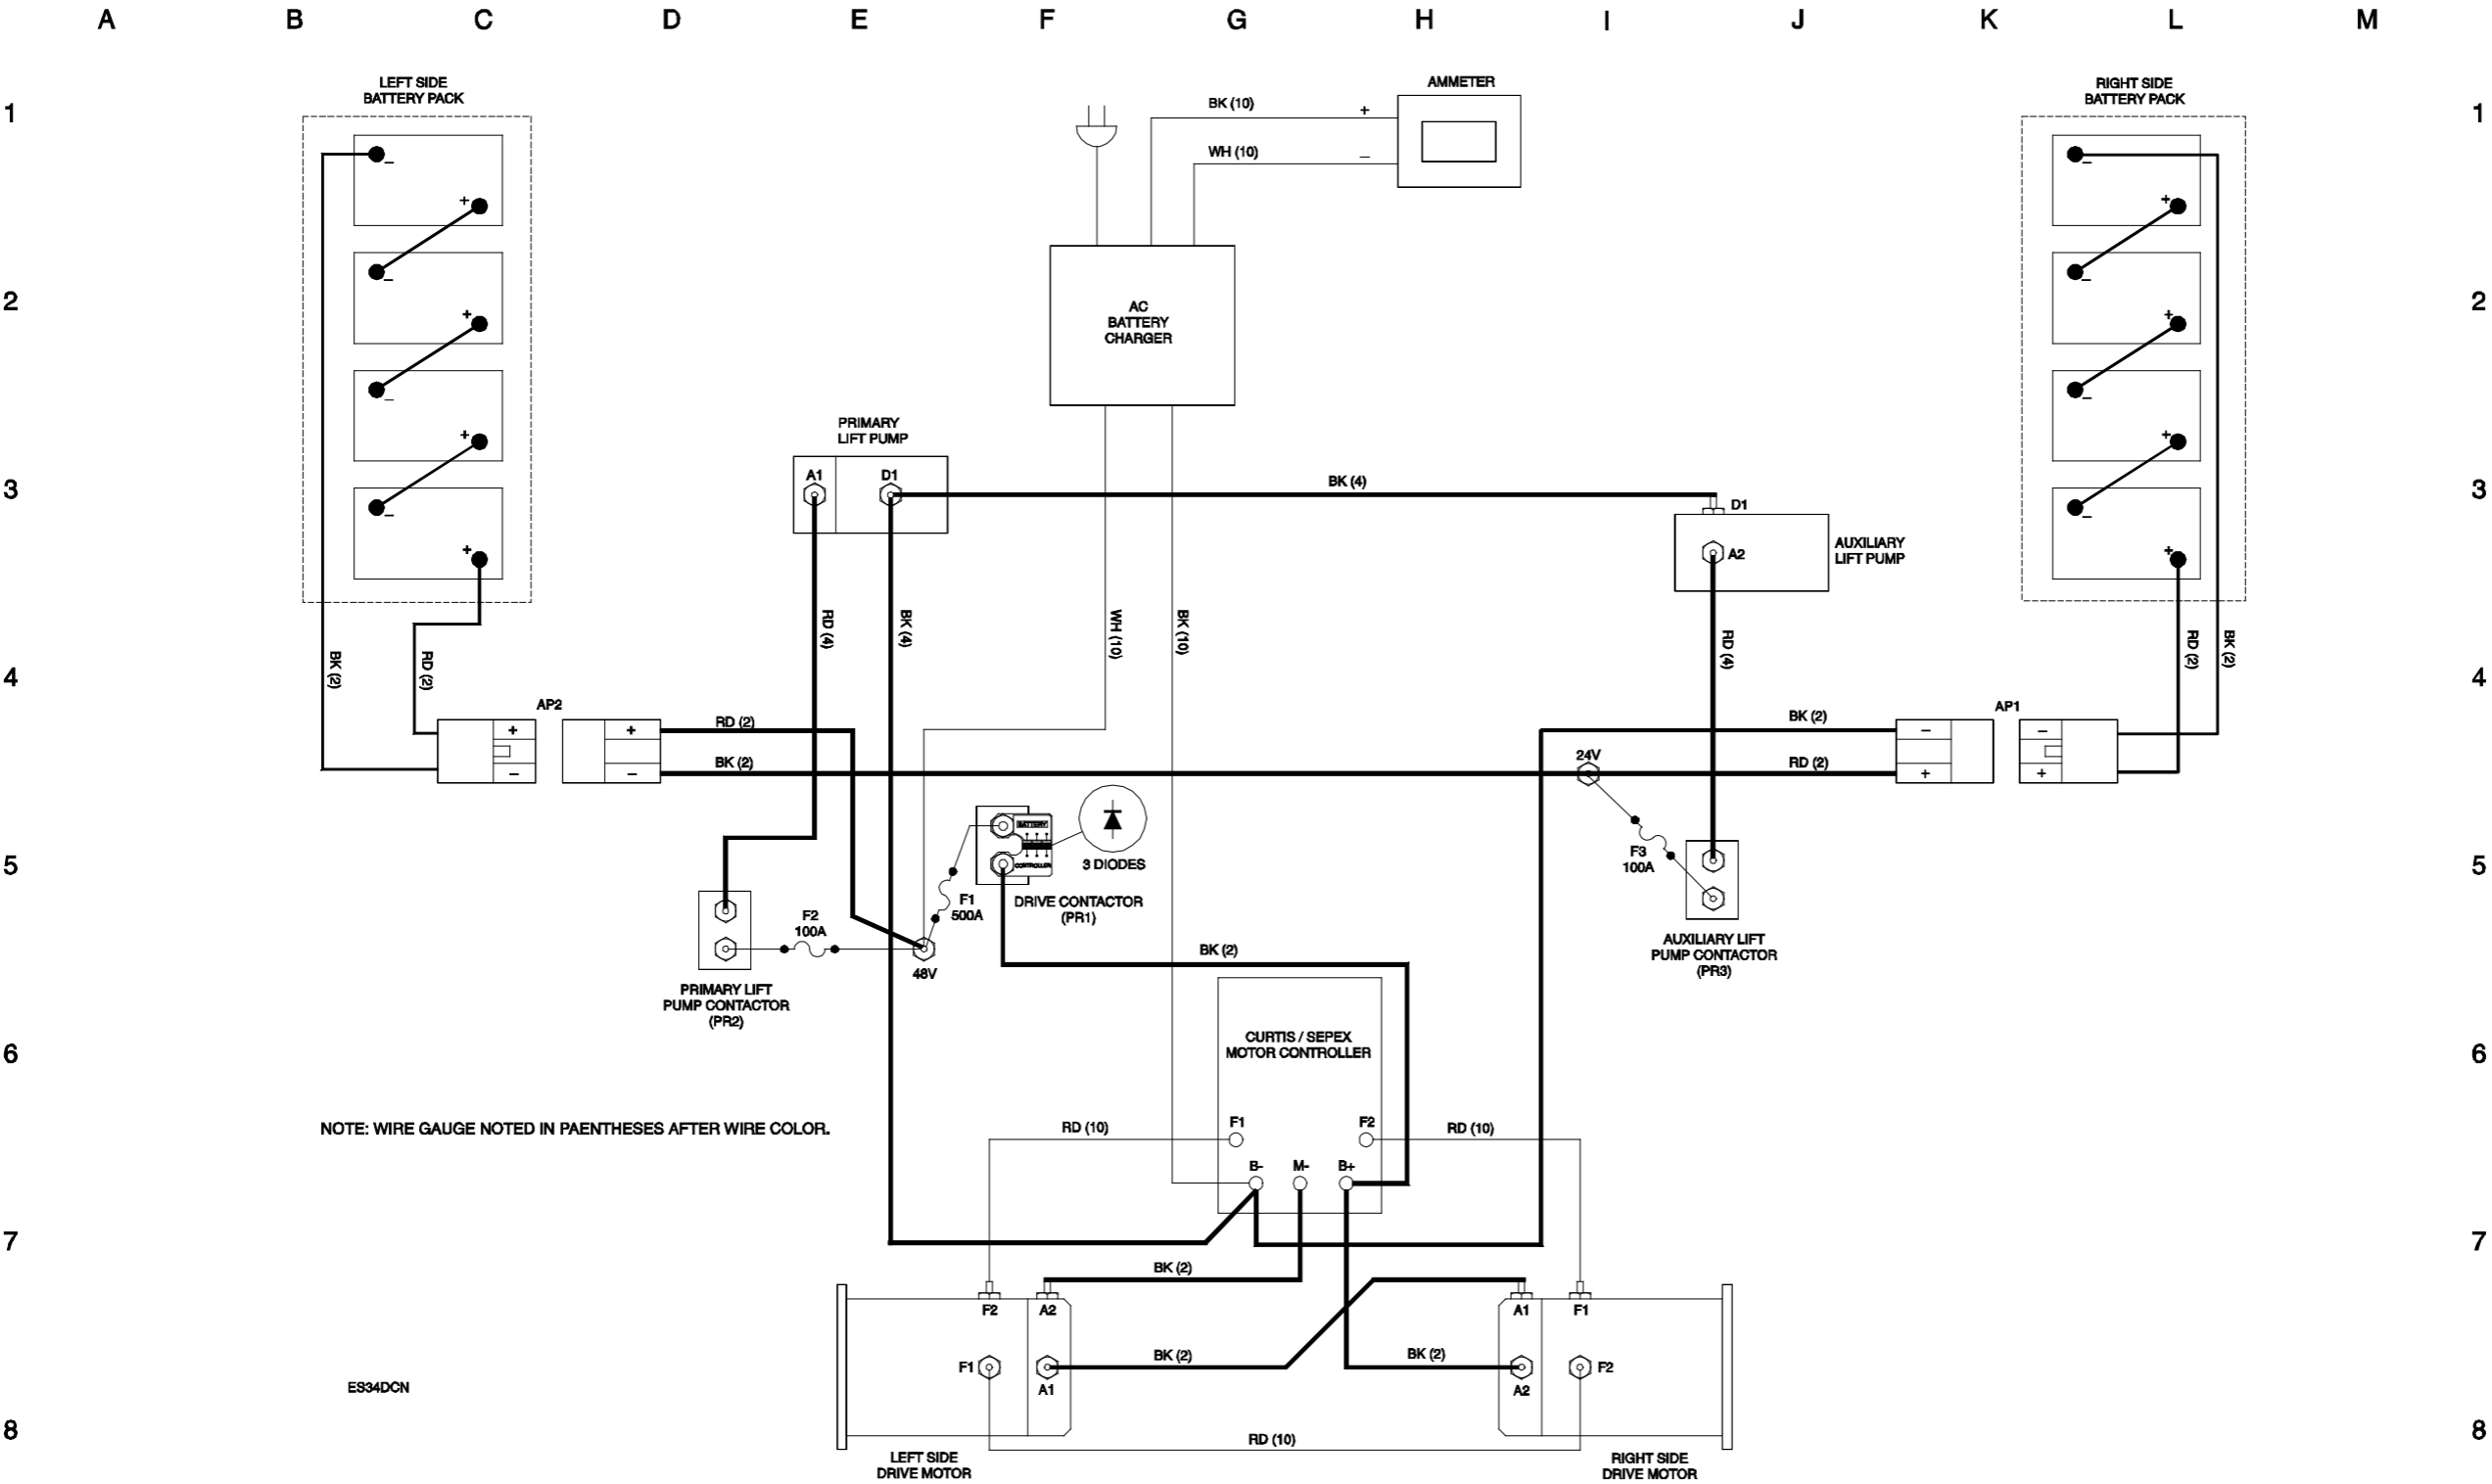 A B C D E F G H I J K L M
1 1
2 2
3 3
4 4
5 5
6 6
7 7
8 8
LEFT SIDE
BATTERY PACK
−
+
−
+
−
+
−
+
BK (2)
RD (2)
AP2
+
−
+
−
RD (2)
BK (2)
BK (10)
WH (10)
+
−
AMMETER
AC
BATTERY
CHARGER
RIGHT SIDE
BATTERY PACK
−
+
−
+
−
+
−
+
RD (2)
BK (2)
AP1
−
+
−
+
BK (2)
RD (2)
PRIMARY
LIFT PUMP
A1
D1
BK (4)
RD (4)
BK (4)
WH (10)
BK (10)
D1
A2
AUXILIARY
LIFT PUMP
RD (4)
24V
F3
100A
AUXILIARY LIFT
PUMP CONTACTOR
(PR3)
BATTERY
CONTROLLER
3 DIODES
F1
500A
DRIVE CONTACTOR
(PR1)
F2
100A
48V
PRIMARY LIFT
PUMP CONTACTOR
(PR2)
BK (2)
CURTIS / SEPEX
MOTOR CONTROLLER
F1
F2
B-
M-
B+
RD (10)
RD (10)
NOTE: WIRE GAUGE NOTED IN PAENTHESES AFTER WIRE COLOR.
BK (2)
F2
A2
A1
F1
F1
A1
BK (2)
BK (2)
A2
F2
RD (10)
LEFT SIDE
DRIVE MOTOR
RIGHT SIDE
DRIVE MOTOR
ES34DCN